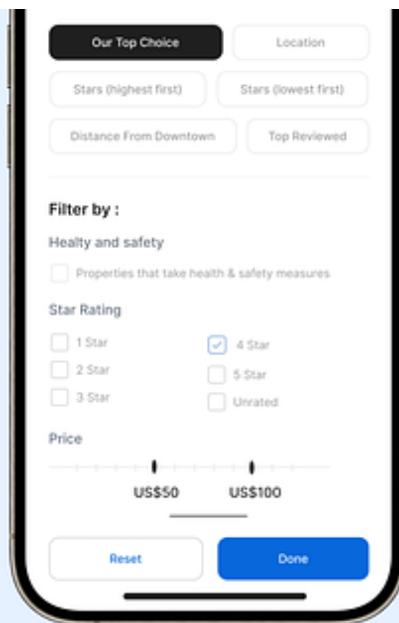 Our Top Choice Location
Stars (highest first) Stars (lowest first)
Distance From Downtown Top Reviewed
Filter by :
Healty and safety
Properties that take health & safety measures
Star Rating
1 Star 4 Star
2 Star 5 Star
3 Star Unrated
Price
US$50 US$100
Reset Done